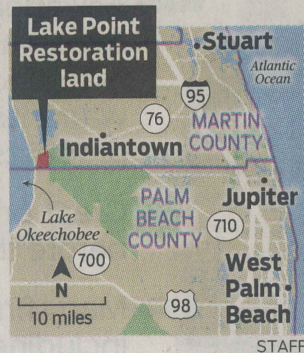 Lake Point
Restoration
land
Stuart
Atlantic
Ocean
95
76
MARTIN
COUNTY
Indiantown
PALM
BEACH
COUNTY
Jupiter
710
Lake
Okeechobee
700
N
10 miles
98
West
Palm
Beach
STAFF